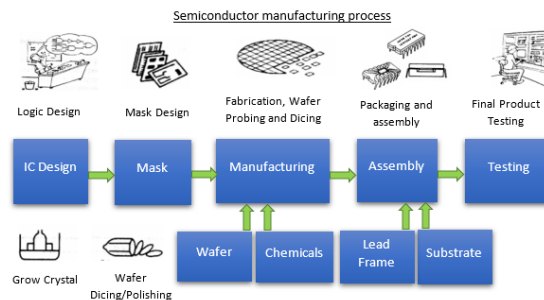 Semiconductor manufacturing process
Logic Design
Mask Design
Fabrication, Wafer
Probing and Dicing
Packaging and
assembly
Final Product
Testing
IC Design
Mask
Manufacturing
Assembly
Testing
Wafer
Chemicals
Lead
Frame
Substrate
Grow Crystal
Wafer
Dicing/Polishing